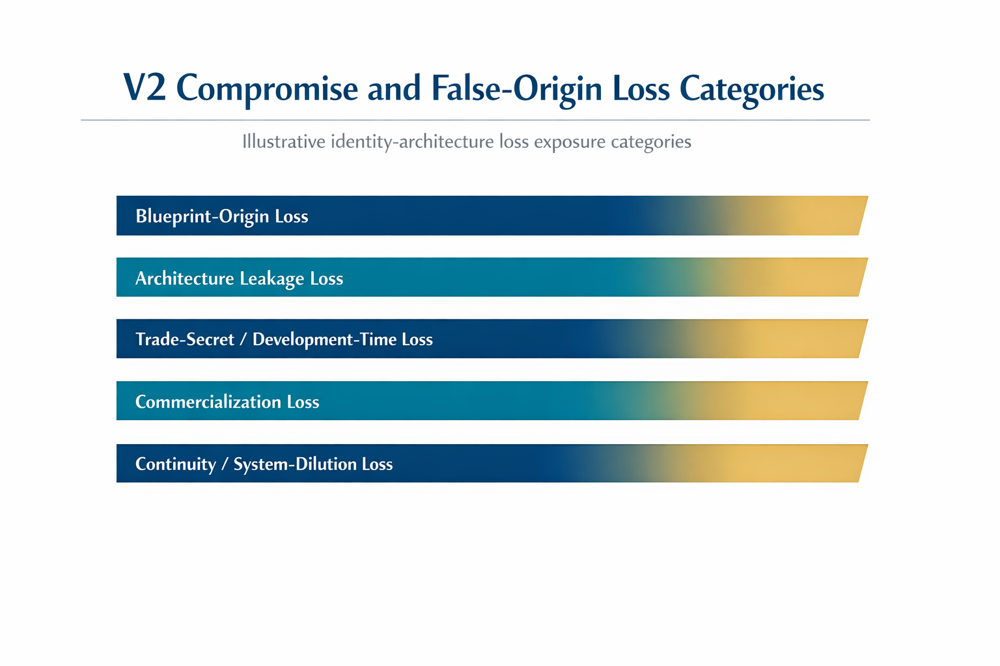 V2 Compromise and False-Origin Loss Categories
Illustrative identity-architecture loss exposure categories
Blueprint-Origin Loss
Architecture Leakage Loss
Trade-Secret / Development-Time Loss
Commercialization Loss
Continuity / System-Dilution Loss